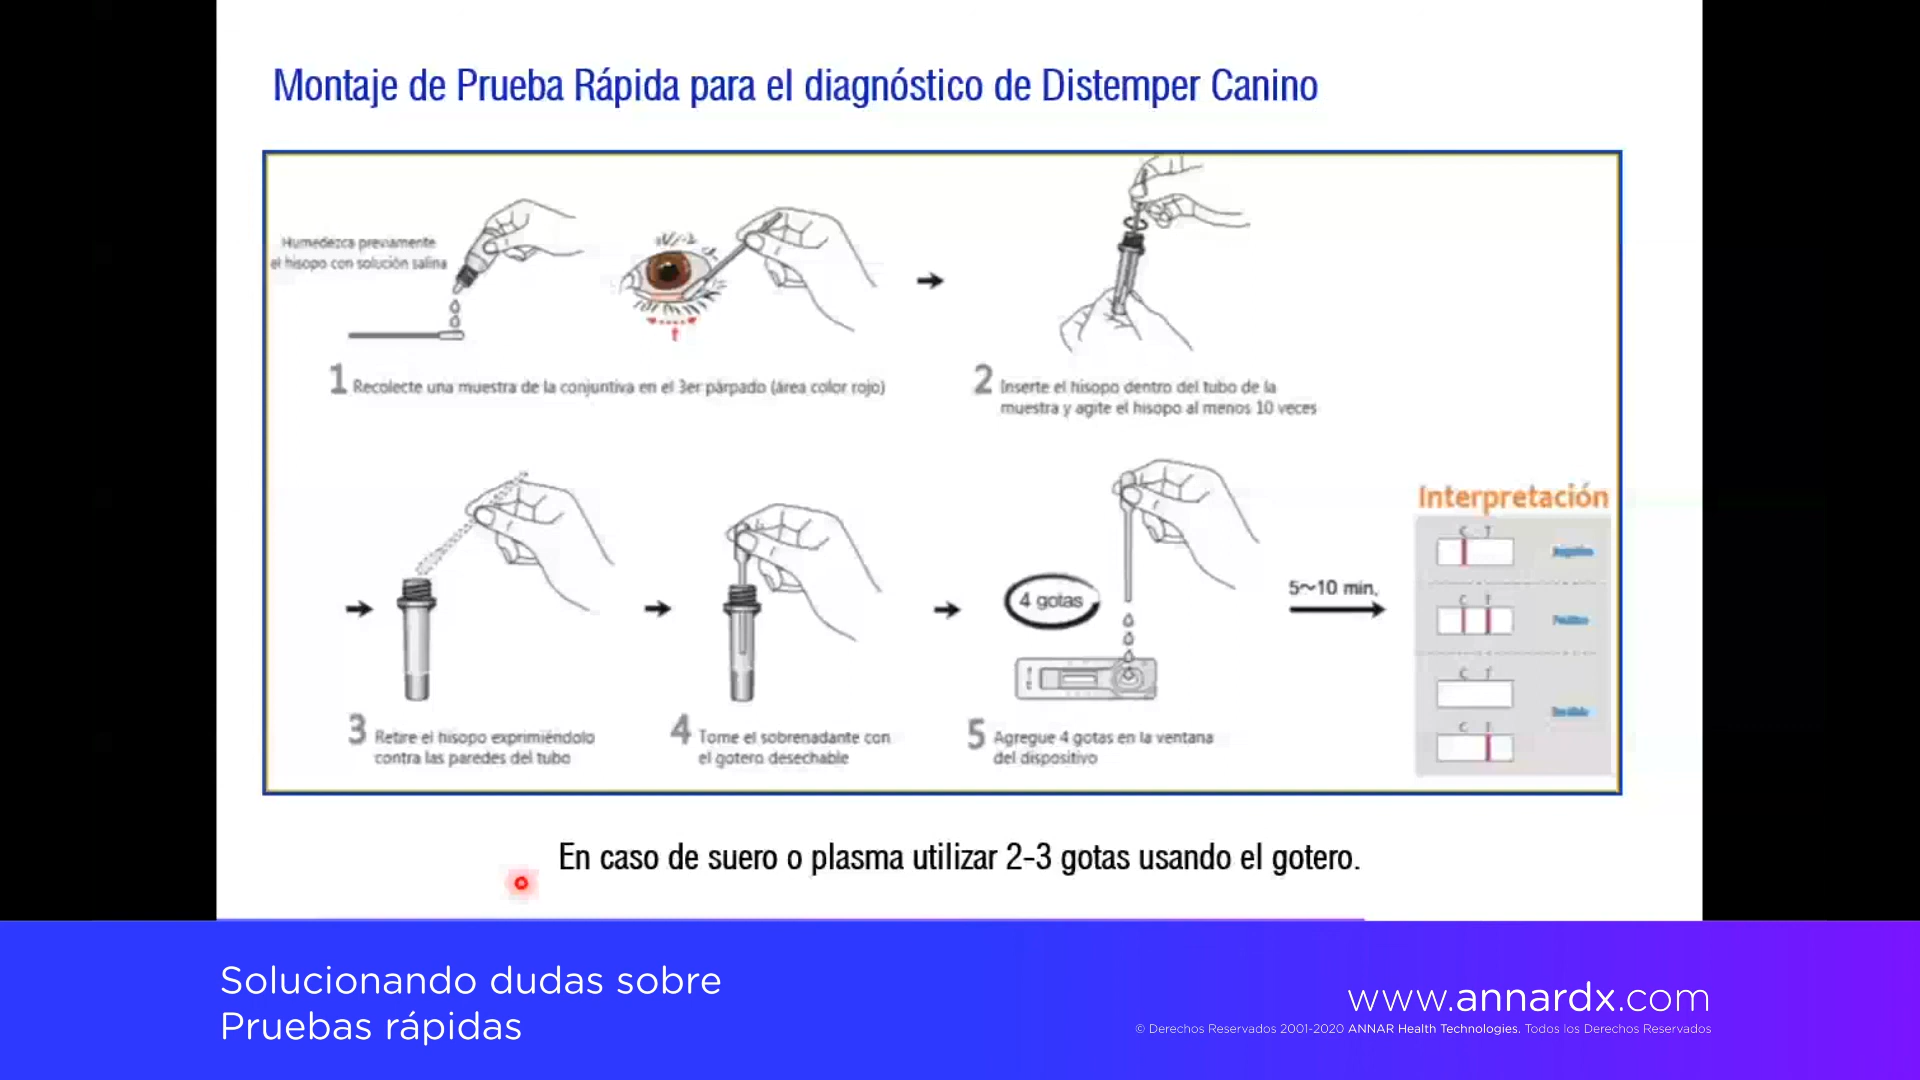 Montaje de Prueba Rápida para el diagnóstico de Distemper Canino
Humedezca previamente
el hisopo con solución salina
1 Recolecte una muestra de la conjuntiva en el 3er párpado (área color rojo)
2 Inserte el hisopo dentro del tubo de la
muestra y agite el hisopo al menos 10 veces
3 Retire el hisopo exprimiéndolo
contra las paredes del tubo
4 Tome el sobrenadante con
el gotero desechable
4 gotas
5 Agregue 4 gotas en la ventana
del dispositivo
5~10 min.
Interpretación
C T
C T
C T
C T
En caso de suero o plasma utilizar 2-3 gotas usando el gotero.
Solucionando dudas sobre
Pruebas rápidas
www.annardx.com
© Derechos Reservados 2001-2020 ANNAR Health Technologies. Todos los Derechos Reservados